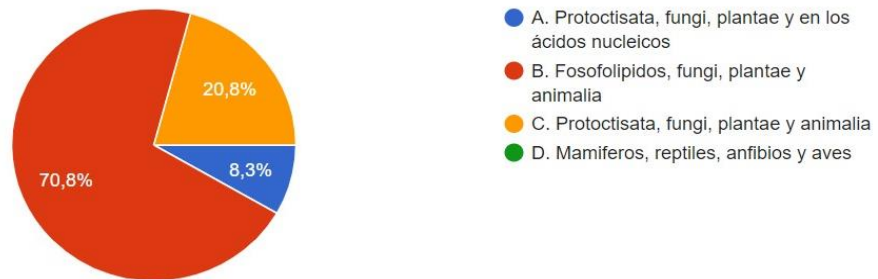 20,8%
8,3%
70,8%
A. Protoctisata, fungi, plantae y en los
ácidos nucleicos
B. Fosofolipidos, fungi, plantae y
animalia
C. Protoctisata, fungi, plantae y animalia
D. Mamiferos, reptiles, anfibios y aves